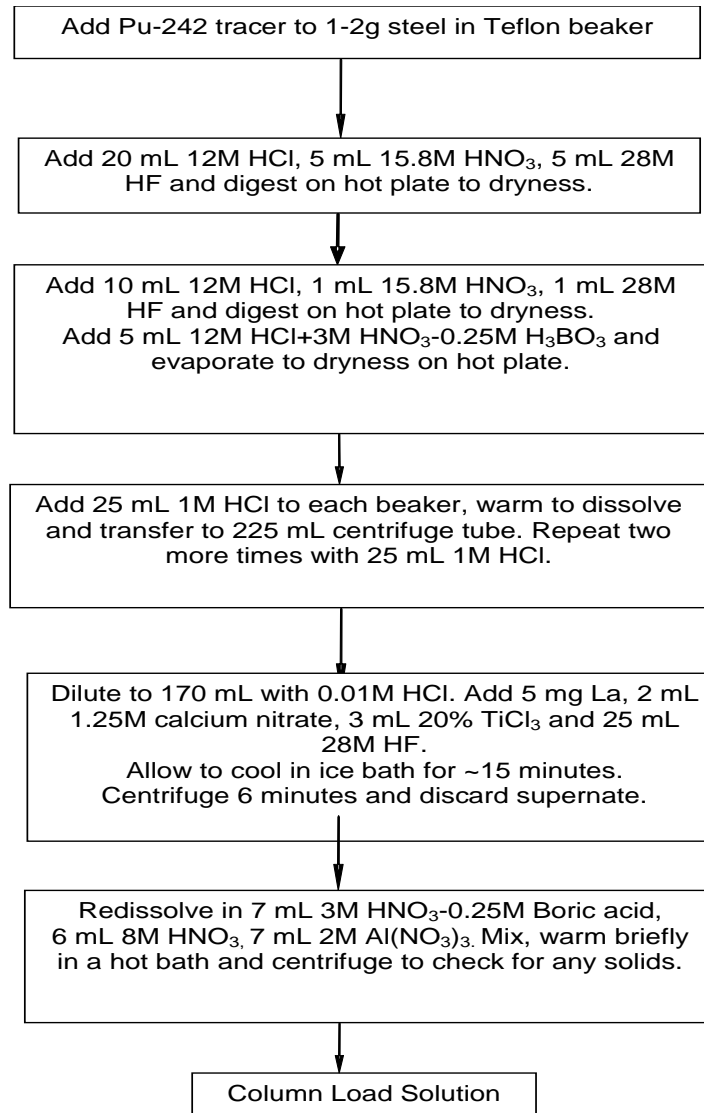 Add Pu-242 tracer to 1-2g steel in Teflon beaker
Add 20 mL 12M HCl, 5 mL 15.8M HNO₃, 5 mL 28M
HF and digest on hot plate to dryness.
Add 10 mL 12M HCl, 1 mL 15.8M HNO₃, 1 mL 28M
HF and digest on hot plate to dryness.
Add 5 mL 12M HCl+3M HNO₃-0.25M H₃BO₃ and
evaporate to dryness on hot plate.
Add 25 mL 1M HCl to each beaker, warm to dissolve
and transfer to 225 mL centrifuge tube. Repeat two
more times with 25 mL 1M HCl.
Dilute to 170 mL with 0.01M HCl. Add 5 mg La, 2 mL
1.25M calcium nitrate, 3 mL 20% TiCl₃ and 25 mL
28M HF.
Allow to cool in ice bath for ~15 minutes.
Centrifuge 6 minutes and discard supernate.
Redissolve in 7 mL 3M HNO₃-0.25M Boric acid,
6 mL 8M HNO₃, 7 mL 2M Al(NO₃)₃. Mix, warm briefly
in a hot bath and centrifuge to check for any solids.
Column Load Solution